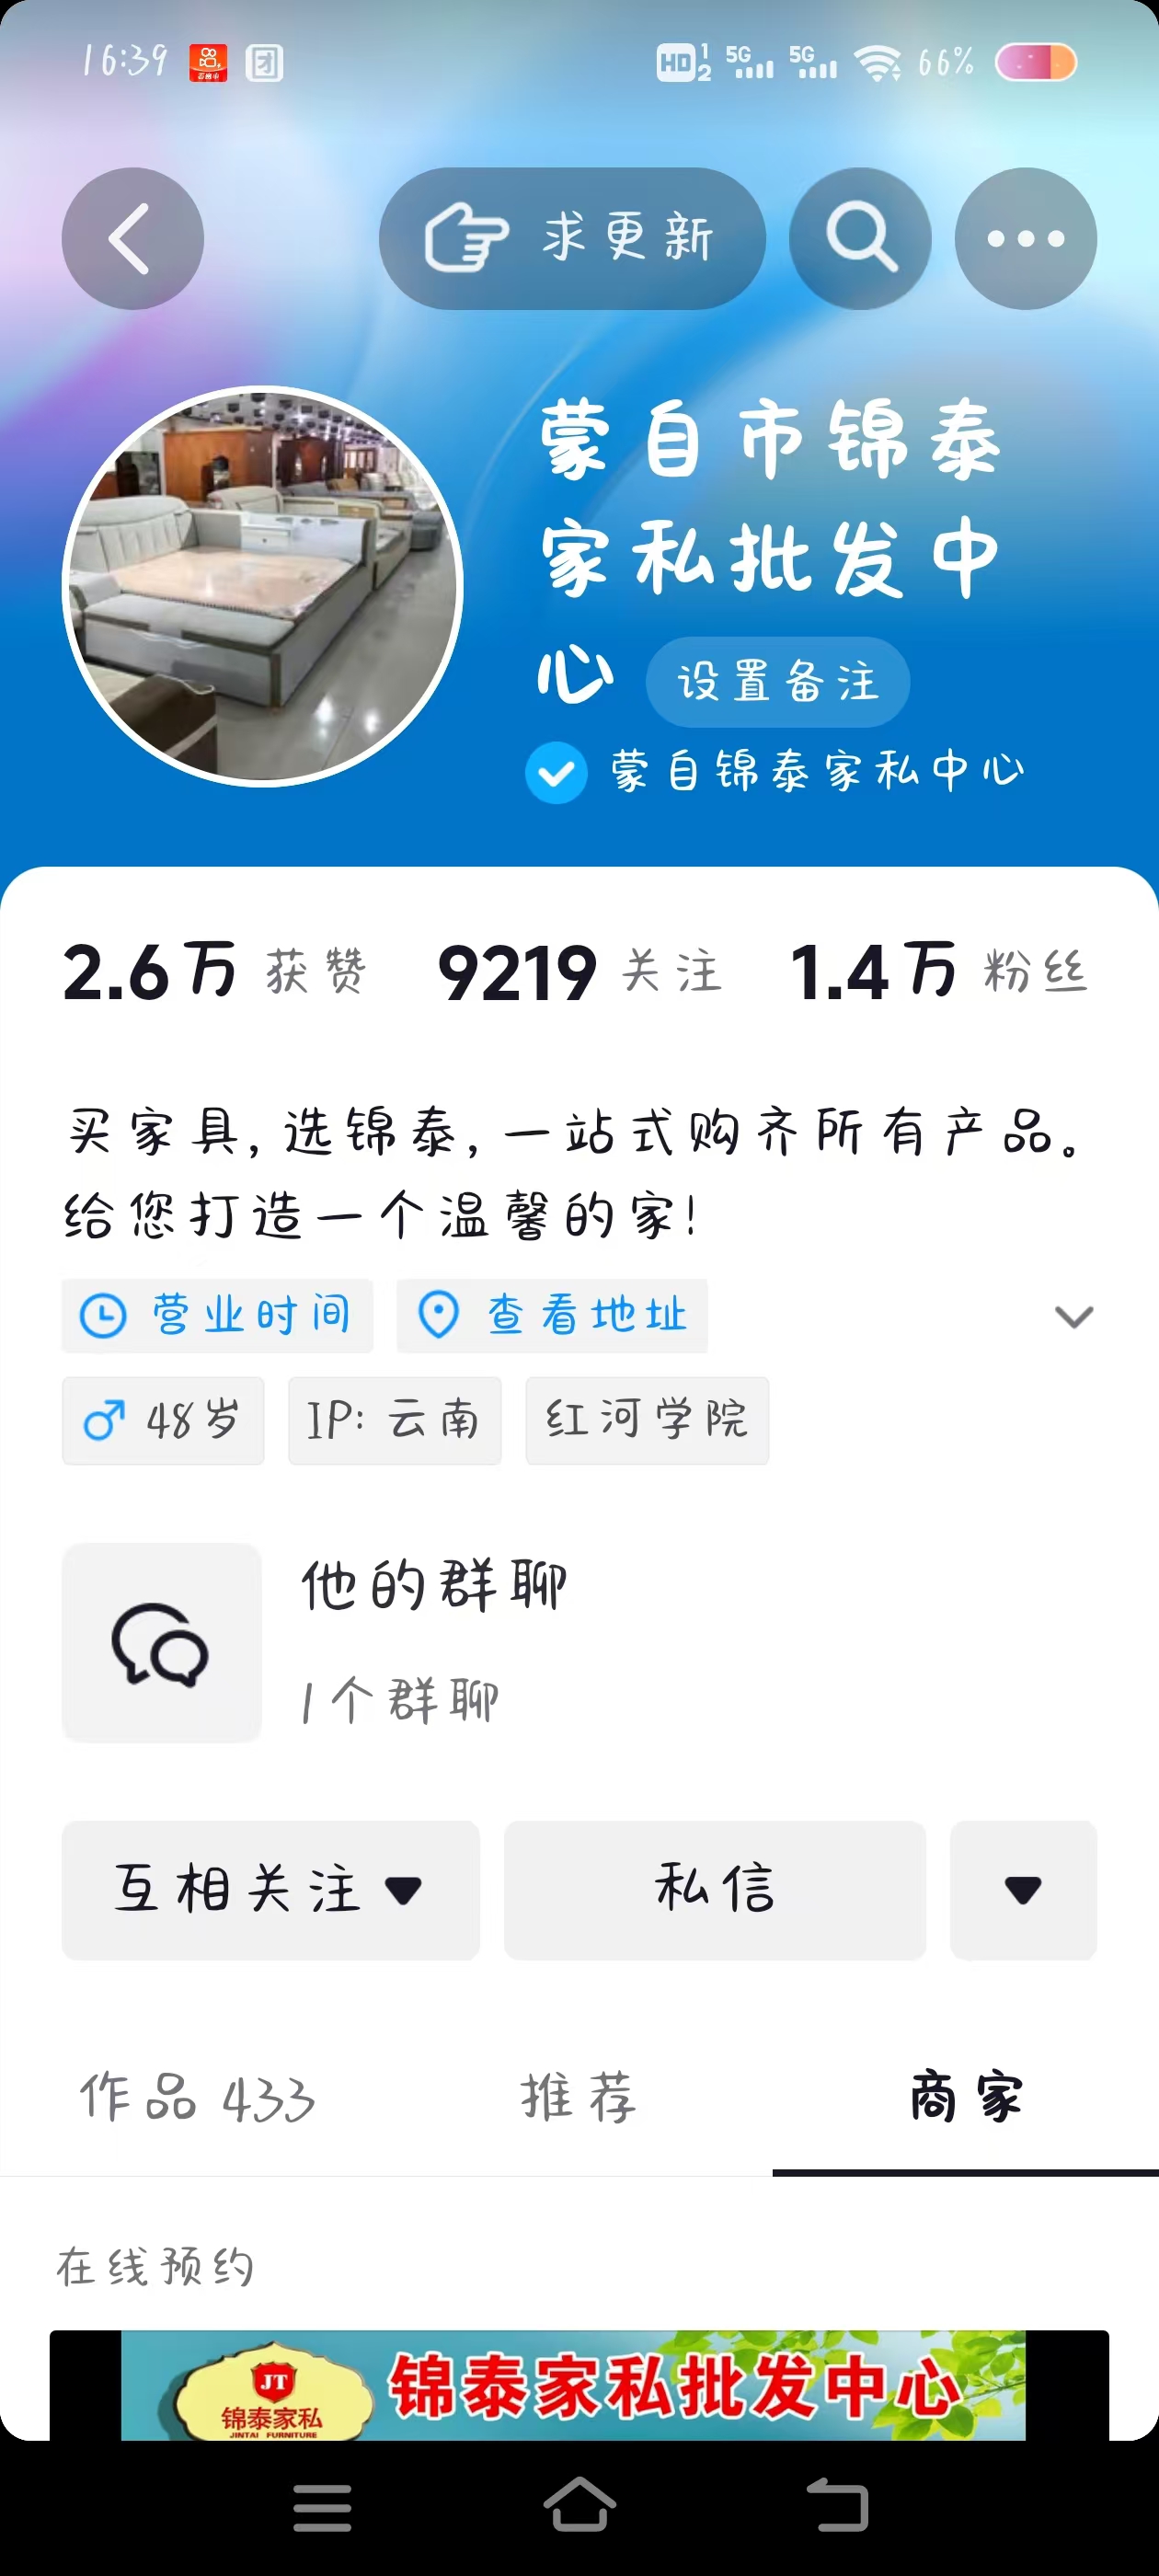 16:39
HD 1 2 5G 5G 66%
求更新
蒙自市锦泰
家私批发中
心 设置备注
蒙自锦泰家私中心
2.6万 获赞 9219 关注 1.4万 粉丝
买家具,选锦泰,一站式购齐所有产品。
给您打造一个温馨的家!
营业时间 查看地址
48岁 IP: 云南 红河学院
他的群聊
1个群聊
互相关注 私信
作品 433 推荐 商家
在线预约
JT
锦泰家私
JINTAI FURNITURE
锦泰家私批发中心